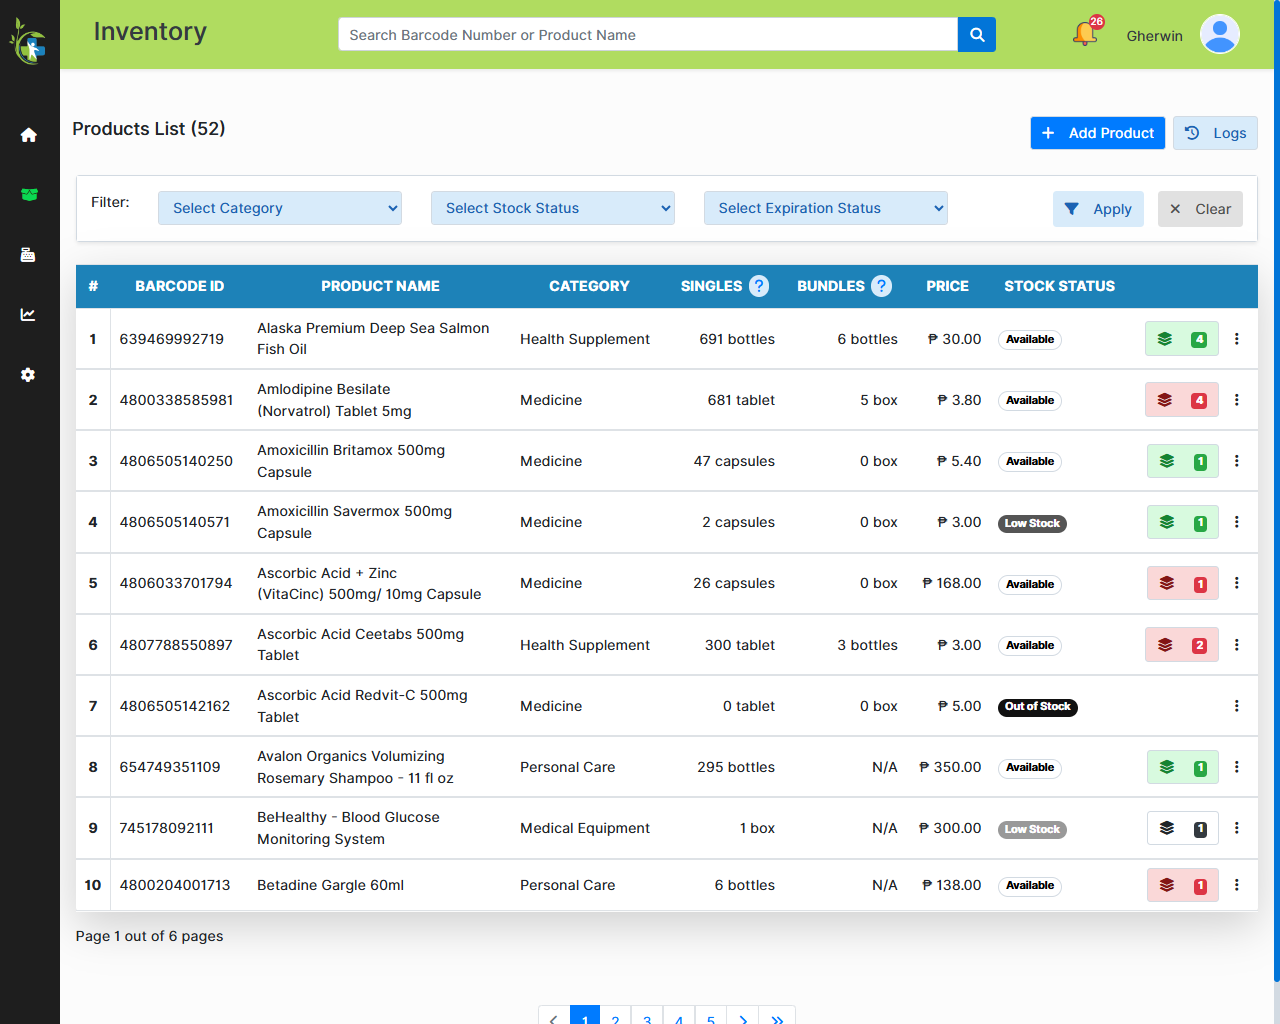 Inventory
Search Barcode Number or Product Name
26
Gherwin
Products List (52)
Add Product
Logs
Filter:
Select Category
Select Stock Status
Select Expiration Status
Apply
Clear
# BARCODE ID PRODUCT NAME CATEGORY SINGLES ? BUNDLES ? PRICE STOCK STATUS
1 639469992719 Alaska Premium Deep Sea Salmon Fish Oil Health Supplement 691 bottles 6 bottles ₱ 30.00 Available 4
2 4800338585981 Amlodipine Besilate (Norvatrol) Tablet 5mg Medicine 681 tablet 5 box ₱ 3.80 Available 4
3 4806505140250 Amoxicillin Britamox 500mg Capsule Medicine 47 capsules 0 box ₱ 5.40 Available 1
4 4806505140571 Amoxicillin Savermox 500mg Capsule Medicine 2 capsules 0 box ₱ 3.00 Low Stock 1
5 4806033701794 Ascorbic Acid + Zinc (VitaCinc) 500mg/ 10mg Capsule Medicine 26 capsules 0 box ₱ 168.00 Available 1
6 4807788550897 Ascorbic Acid Ceetabs 500mg Tablet Health Supplement 300 tablet 3 bottles ₱ 3.00 Available 2
7 4806505142162 Ascorbic Acid Redvit-C 500mg Tablet Medicine 0 tablet 0 box ₱ 5.00 Out of Stock
8 654749351109 Avalon Organics Volumizing Rosemary Shampoo - 11 fl oz Personal Care 295 bottles N/A ₱ 350.00 Available 1
9 745178092111 BeHealthy - Blood Glucose Monitoring System Medical Equipment 1 box N/A ₱ 300.00 Low Stock 1
10 4800204001713 Betadine Gargle 60ml Personal Care 6 bottles N/A ₱ 138.00 Available 1
Page 1 out of 6 pages
1 2 3 4 5